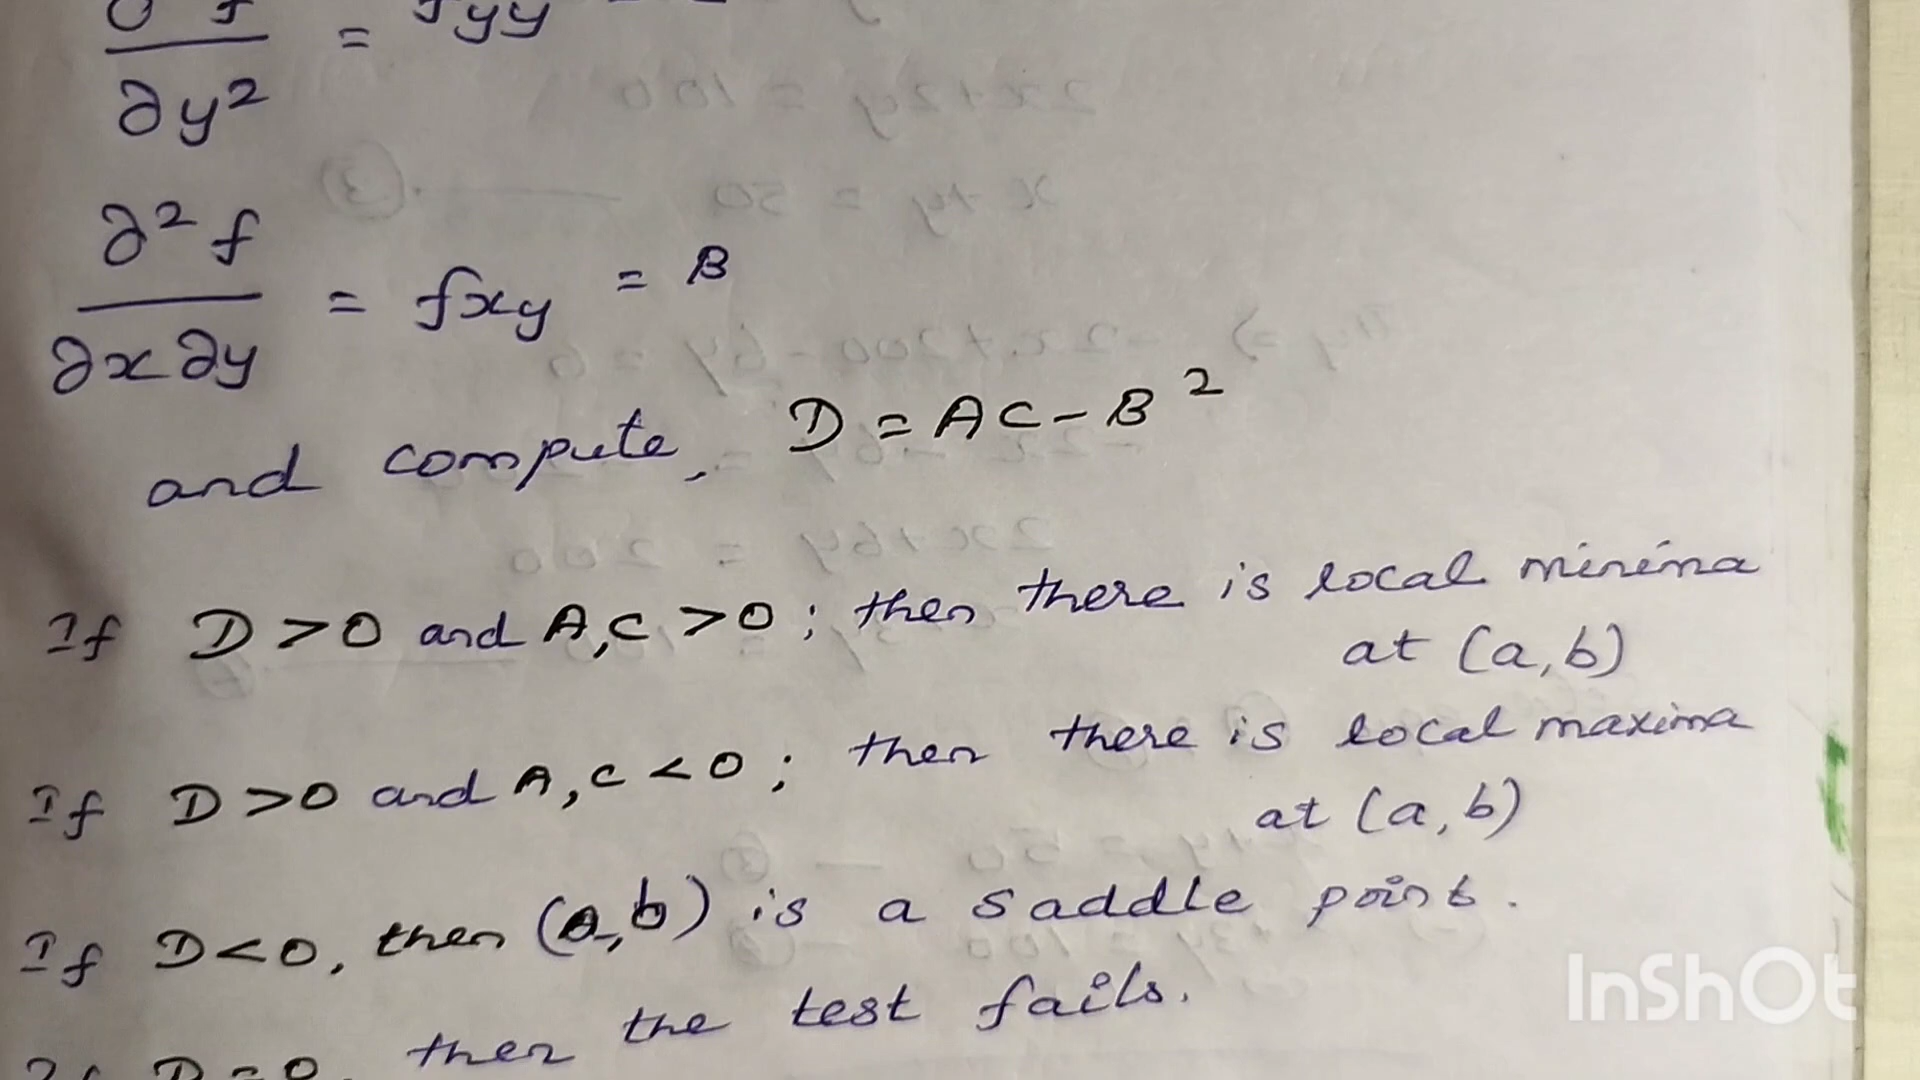 ∂²f/∂y² = fyy
∂²f/∂x∂y = fxy = B
and compute, D = AC - B²
If D > 0 and A, C > 0 ; then there is local minima
at (a, b)
If D > 0 and A, C < 0 ; then there is local maxima
at (a, b)
If D < 0, then (a, b) is a saddle point.
If D = 0, then the test fails.
InShOt